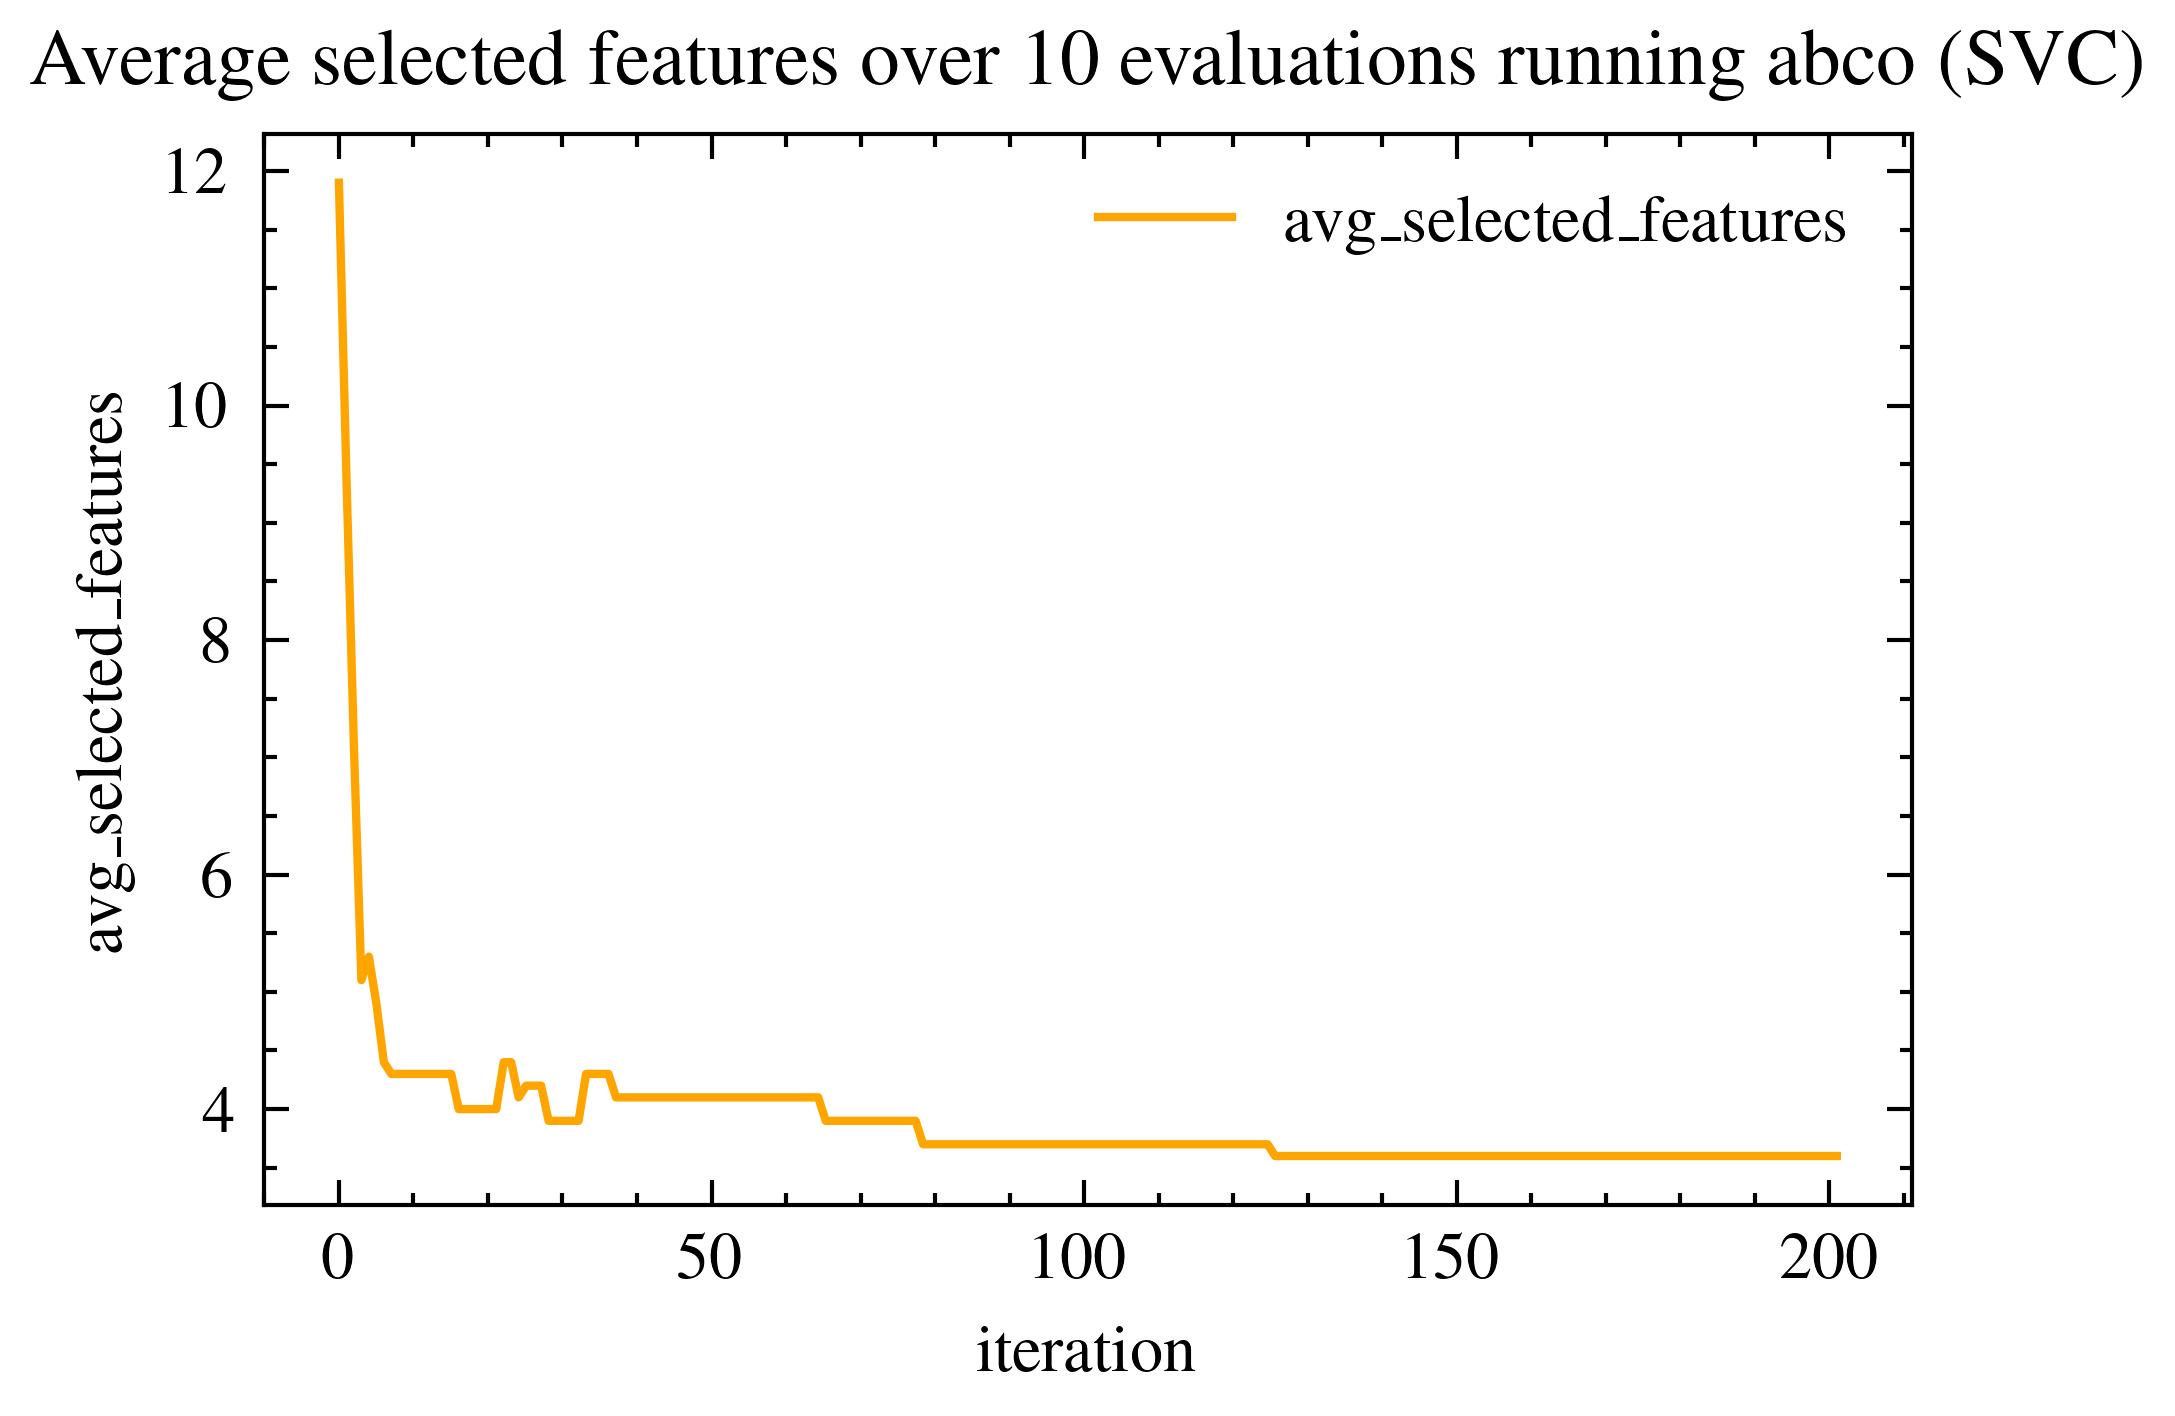 Average selected features over 10 evaluations running abco (SVC)
avg_selected_features
12
10
8
6
4
avg_selected_features
0 50 100 150 200
iteration